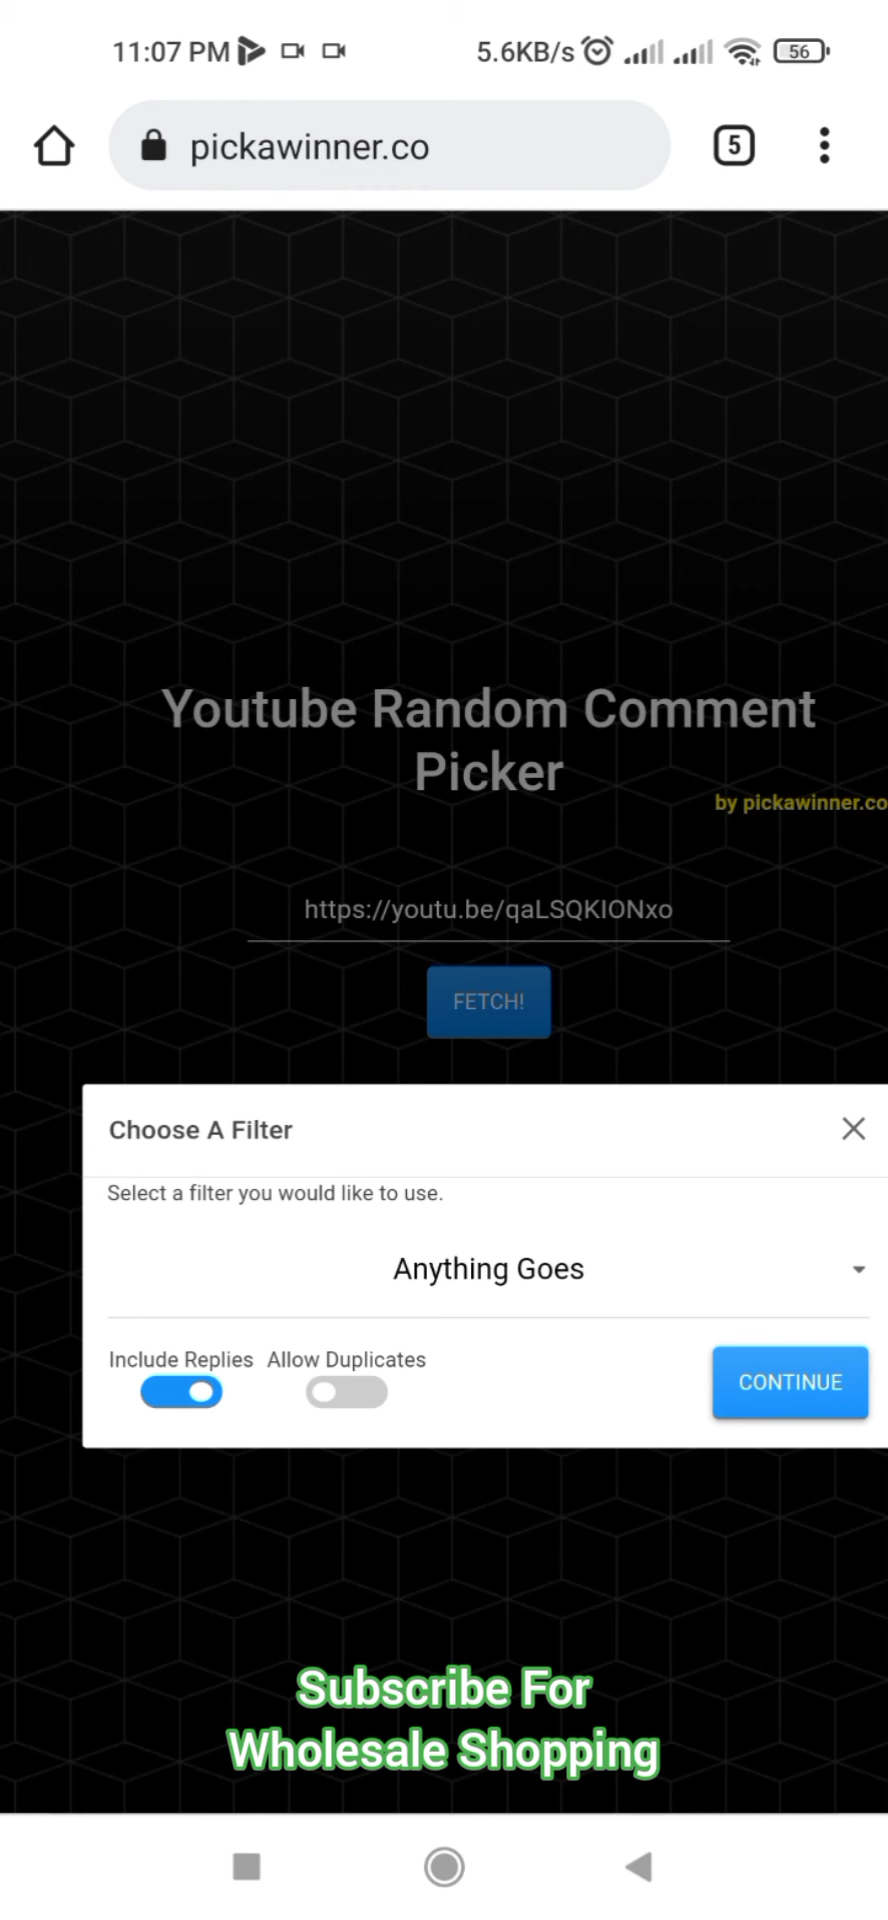 11:07 PM 5.6KB/s 56
pickawinner.co 5
Youtube Random Comment
Picker
by pickawinner.co
https://youtu.be/qaLSQKIONxo
FETCH!
Choose A Filter
Select a filter you would like to use.
Anything Goes
Include Replies Allow Duplicates
CONTINUE
Subscribe For
Wholesale Shopping